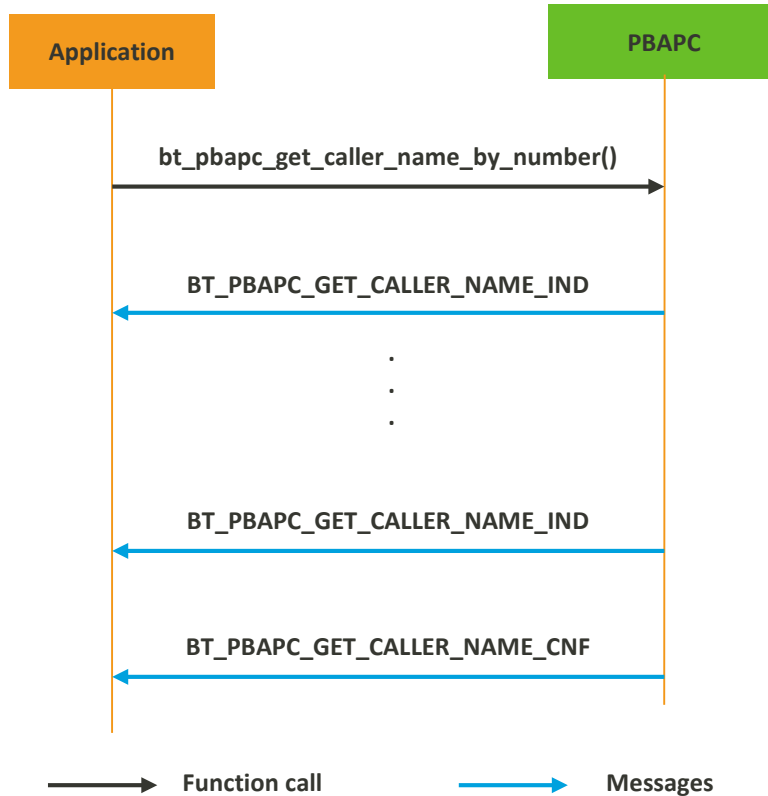 Application
PBAPC
bt_pbapc_get_caller_name_by_number()
BT_PBAPC_GET_CALLER_NAME_IND
.
.
.
BT_PBAPC_GET_CALLER_NAME_IND
BT_PBAPC_GET_CALLER_NAME_CNF
Function call
Messages